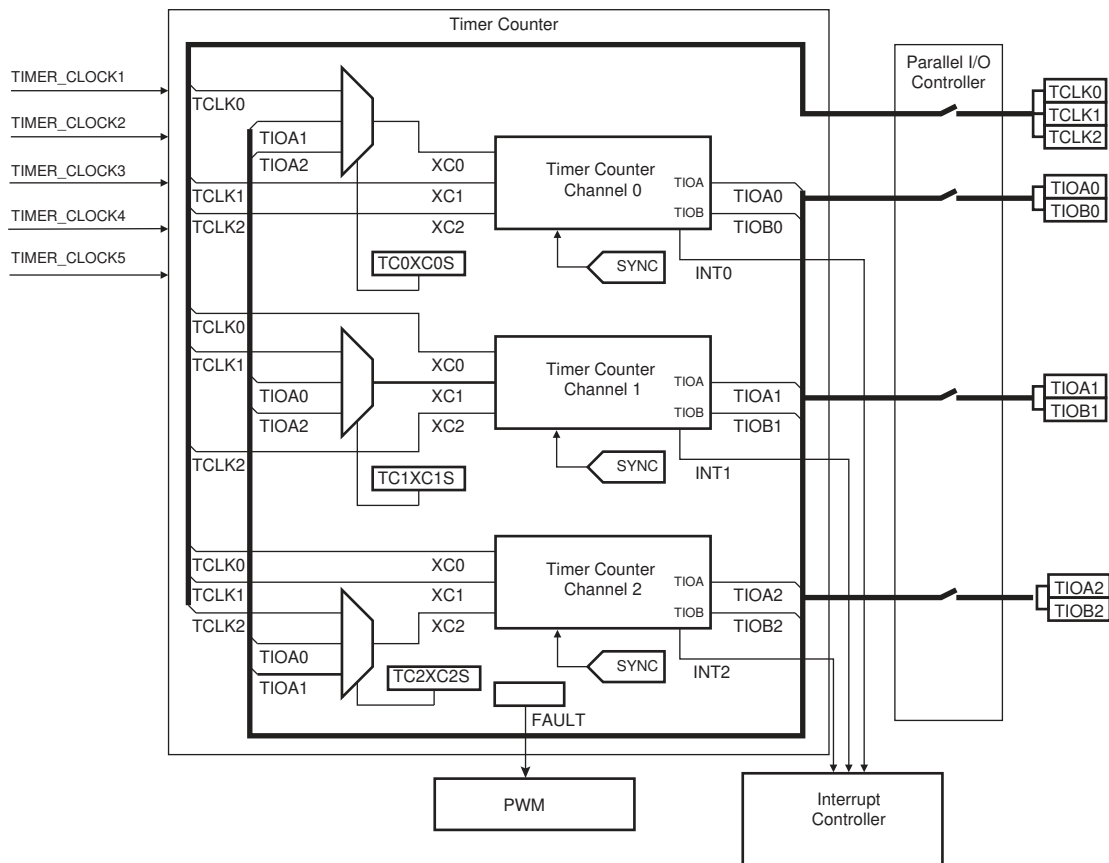 Timer Counter
Parallel I/O
Controller
TIMER_CLOCK1
TIMER_CLOCK2
TIMER_CLOCK3
TIMER_CLOCK4
TIMER_CLOCK5
TCLK0
TIOA1
TIOA2
TCLK1
TCLK2
XC0
XC1
XC2
TC0XC0S
Timer Counter
Channel 0
TIOA
TIOB
TIOA0
TIOB0
SYNC
INT0
TCLK0
TCLK1
TCLK2
TIOA0
TIOB0
TCLK0
TCLK1
TIOA0
TIOA2
TCLK2
XC0
XC1
XC2
TC1XC1S
Timer Counter
Channel 1
TIOA
TIOB
TIOA1
TIOB1
SYNC
INT1
TIOA1
TIOB1
TCLK0
TCLK1
TCLK2
TIOA0
TIOA1
XC0
XC1
XC2
TC2XC2S
Timer Counter
Channel 2
TIOA
TIOB
TIOA2
TIOB2
SYNC
INT2
TIOA2
TIOB2
FAULT
PWM
Interrupt
Controller